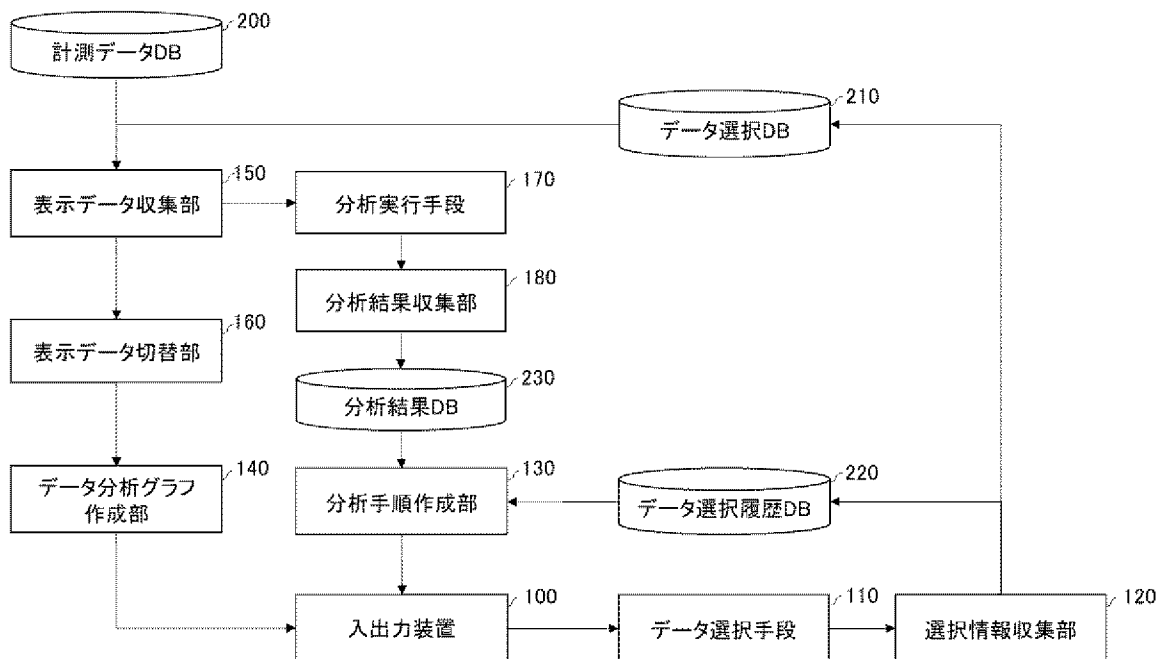 200
計測データDB
210
データ選択DB
150
表示データ収集部
170
分析実行手段
180
分析結果収集部
160
表示データ切替部
230
分析結果DB
140
データ分析グラフ
作成部
130
分析手順作成部
220
データ選択履歴DB
100
入出力装置
110
データ選択手段
120
選択情報収集部